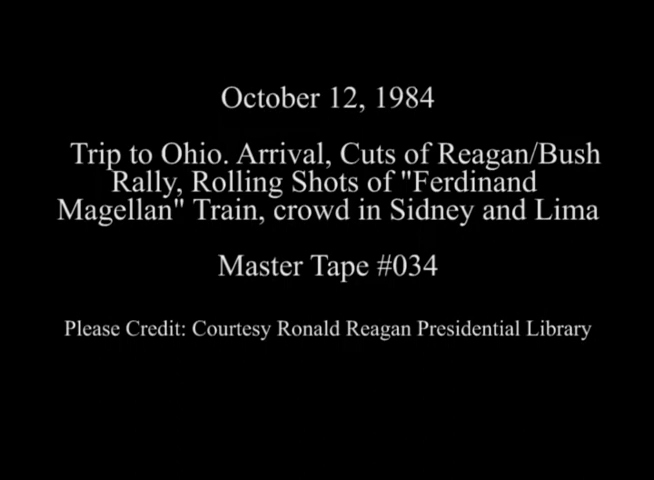 October 12, 1984
Trip to Ohio. Arrival, Cuts of Reagan/Bush
Rally, Rolling Shots of "Ferdinand
Magellan" Train, crowd in Sidney and Lima
Master Tape #034
Please Credit: Courtesy Ronald Reagan Presidential Library